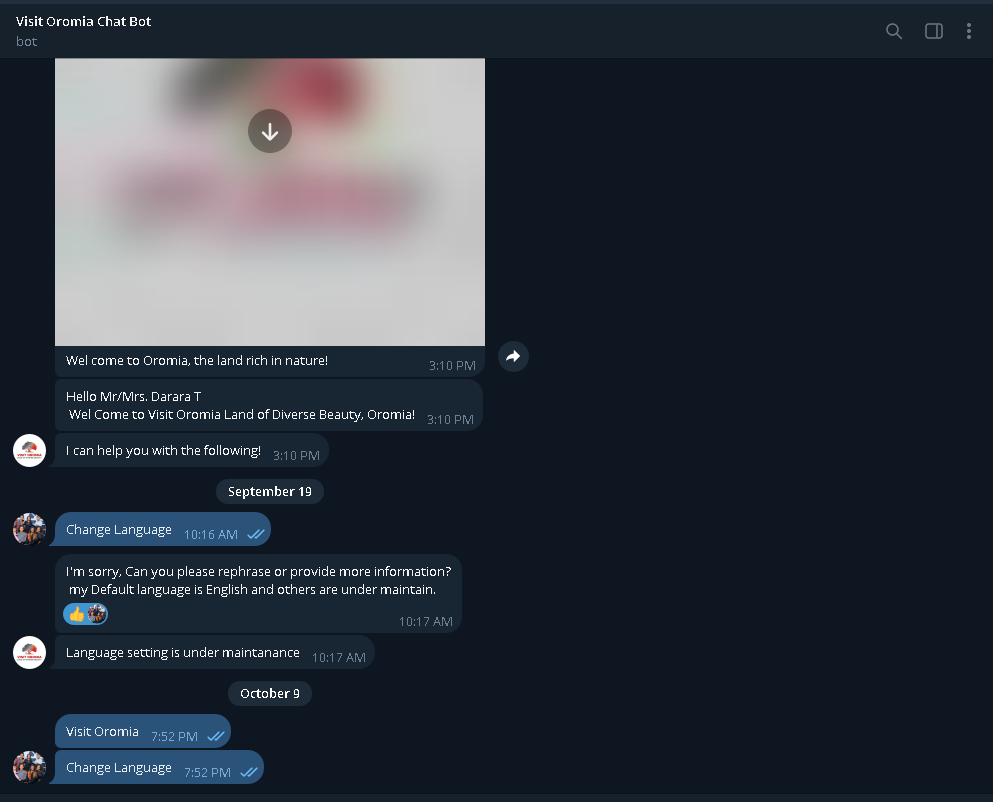 Visit Oromia Chat Bot
bot
Wel come to Oromia, the land rich in nature!
3:10 PM
Hello Mr/Mrs. Darara T
Wel Come to Visit Oromia Land of Diverse Beauty, Oromia!
3:10 PM
I can help you with the following!
3:10 PM
September 19
Change Language
10:16 AM
I'm sorry, Can you please rephrase or provide more information?
my Default language is English and others are under maintain.
10:17 AM
Language setting is under maintanance
10:17 AM
October 9
Visit Oromia
7:52 PM
Change Language
7:52 PM